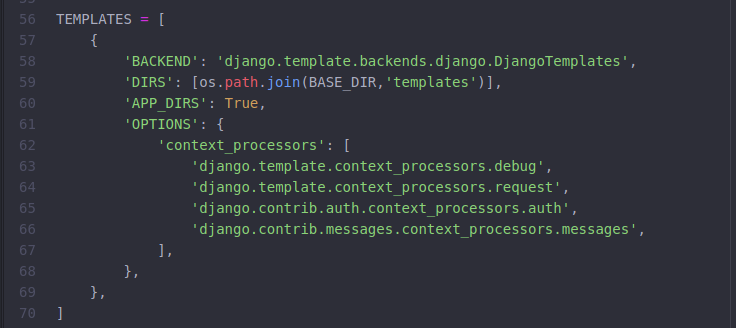 56 TEMPLATES = [
57     {
58         'BACKEND': 'django.template.backends.django.DjangoTemplates',
59         'DIRS': [os.path.join(BASE_DIR,'templates')],
60         'APP_DIRS': True,
61         'OPTIONS': {
62             'context_processors': [
63                 'django.template.context_processors.debug',
64                 'django.template.context_processors.request',
65                 'django.contrib.auth.context_processors.auth',
66                 'django.contrib.messages.context_processors.messages',
67             ],
68         },
69     },
70 ]